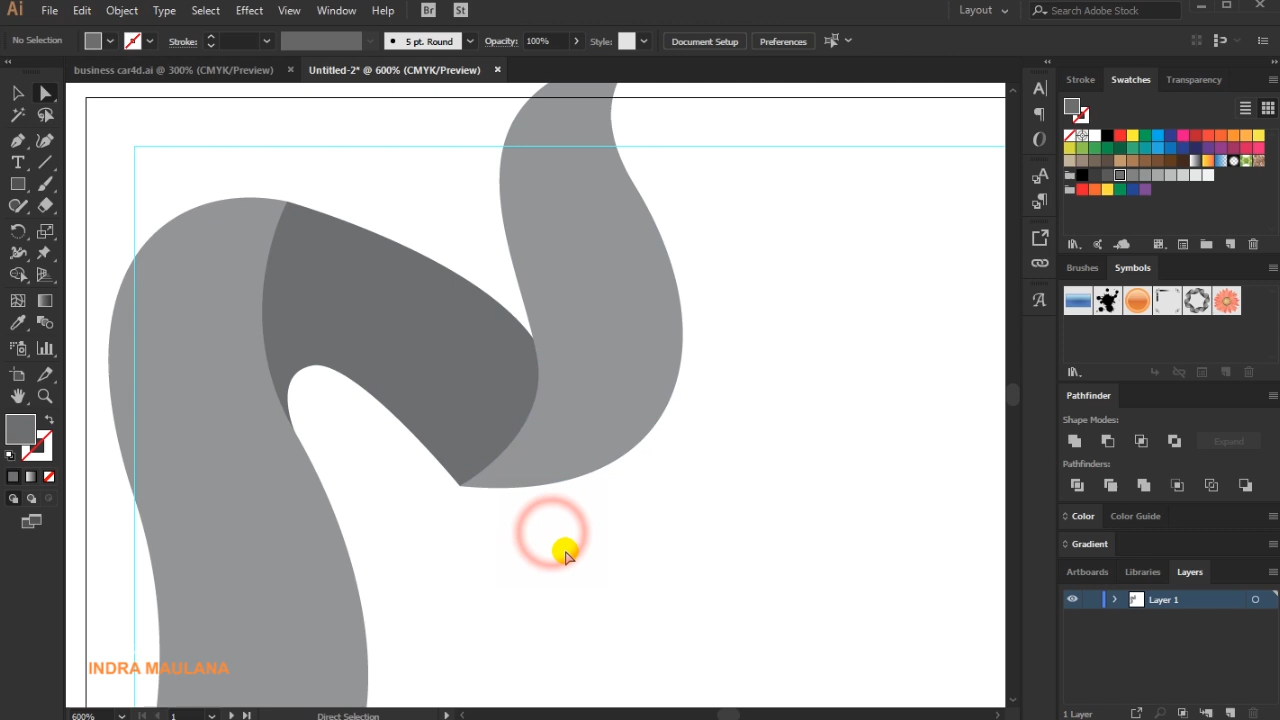 Ai File Edit Object Type Select Effect View Window Help Br St Layout Search Adobe Stock
No Selection Stroke: 5 pt. Round Opacity: 100% Style: Document Setup Preferences
business car4d.ai @ 300% (CMYK/Preview) × Untitled-2* @ 600% (CMYK/Preview) ×
Stroke Swatches Transparency
Brushes Symbols
Pathfinder
Shape Modes:
Expand
Pathfinders:
Color Color Guide
Gradient
Artboards Libraries Layers
Layer 1
INDRA MAULANA
600% 1 Direct Selection 1 Layer